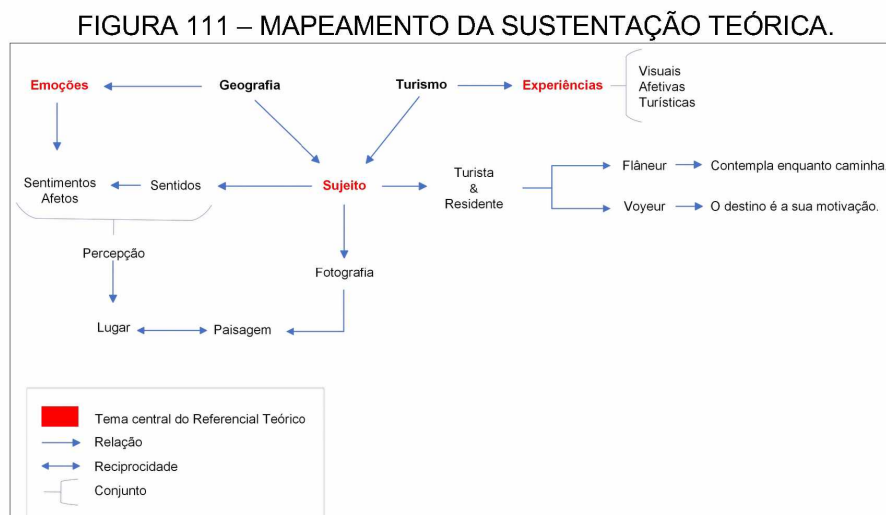 FIGURA 111 – MAPEAMENTO DA SUSTENTAÇÃO TEÓRICA.
Emoções
Geografia
Turismo
Experiências
Visuais
Afetivas
Turísticas
Sentimentos
Afetos
Sentidos
Sujeito
Turista
&
Residente
Flâneur
Contempla enquanto caminha.
Voyeur
O destino é a sua motivação.
Percepção
Fotografia
Lugar
Paisagem
Tema central do Referencial Teórico
Relação
Reciprocidade
Conjunto